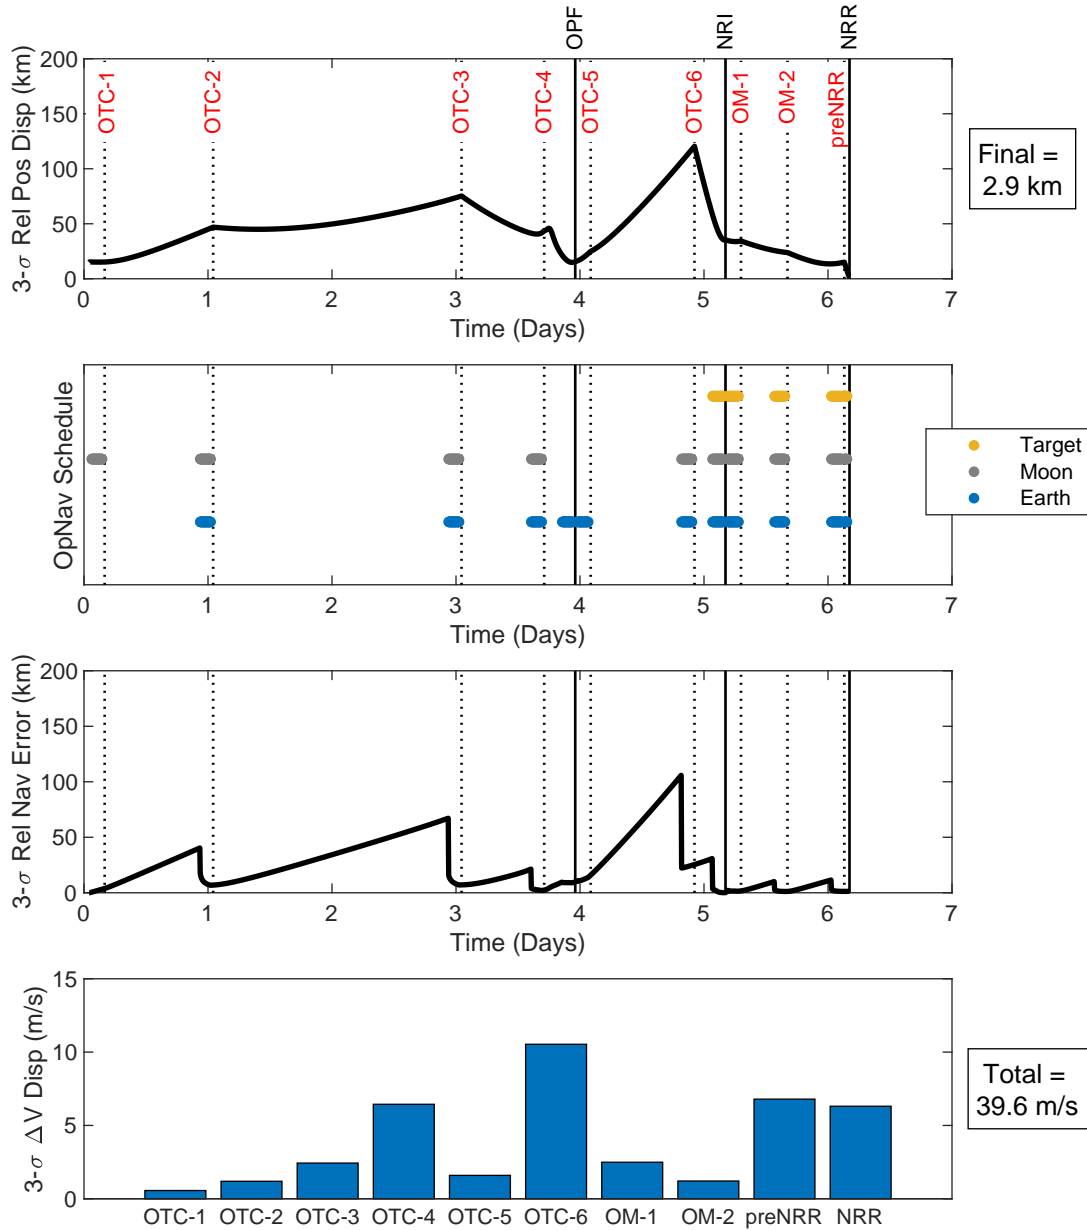 OPF
NRI
NRR
OTC-1
OTC-2
OTC-3
OTC-4
OTC-5
OTC-6
OM-1
OM-2
preNRR
3-σ Rel Pos Disp (km)
200
150
100
50
0
0 1 2 3 4 5 6 7
Time (Days)
Final =
2.9 km
OpNav Schedule
0 1 2 3 4 5 6 7
Time (Days)
Target
Moon
Earth
3-σ Rel Nav Error (km)
200
150
100
50
0
0 1 2 3 4 5 6 7
Time (Days)
3-σ ΔV Disp (m/s)
15
10
5
0
OTC-1 OTC-2 OTC-3 OTC-4 OTC-5 OTC-6 OM-1 OM-2 preNRR NRR
Total =
39.6 m/s